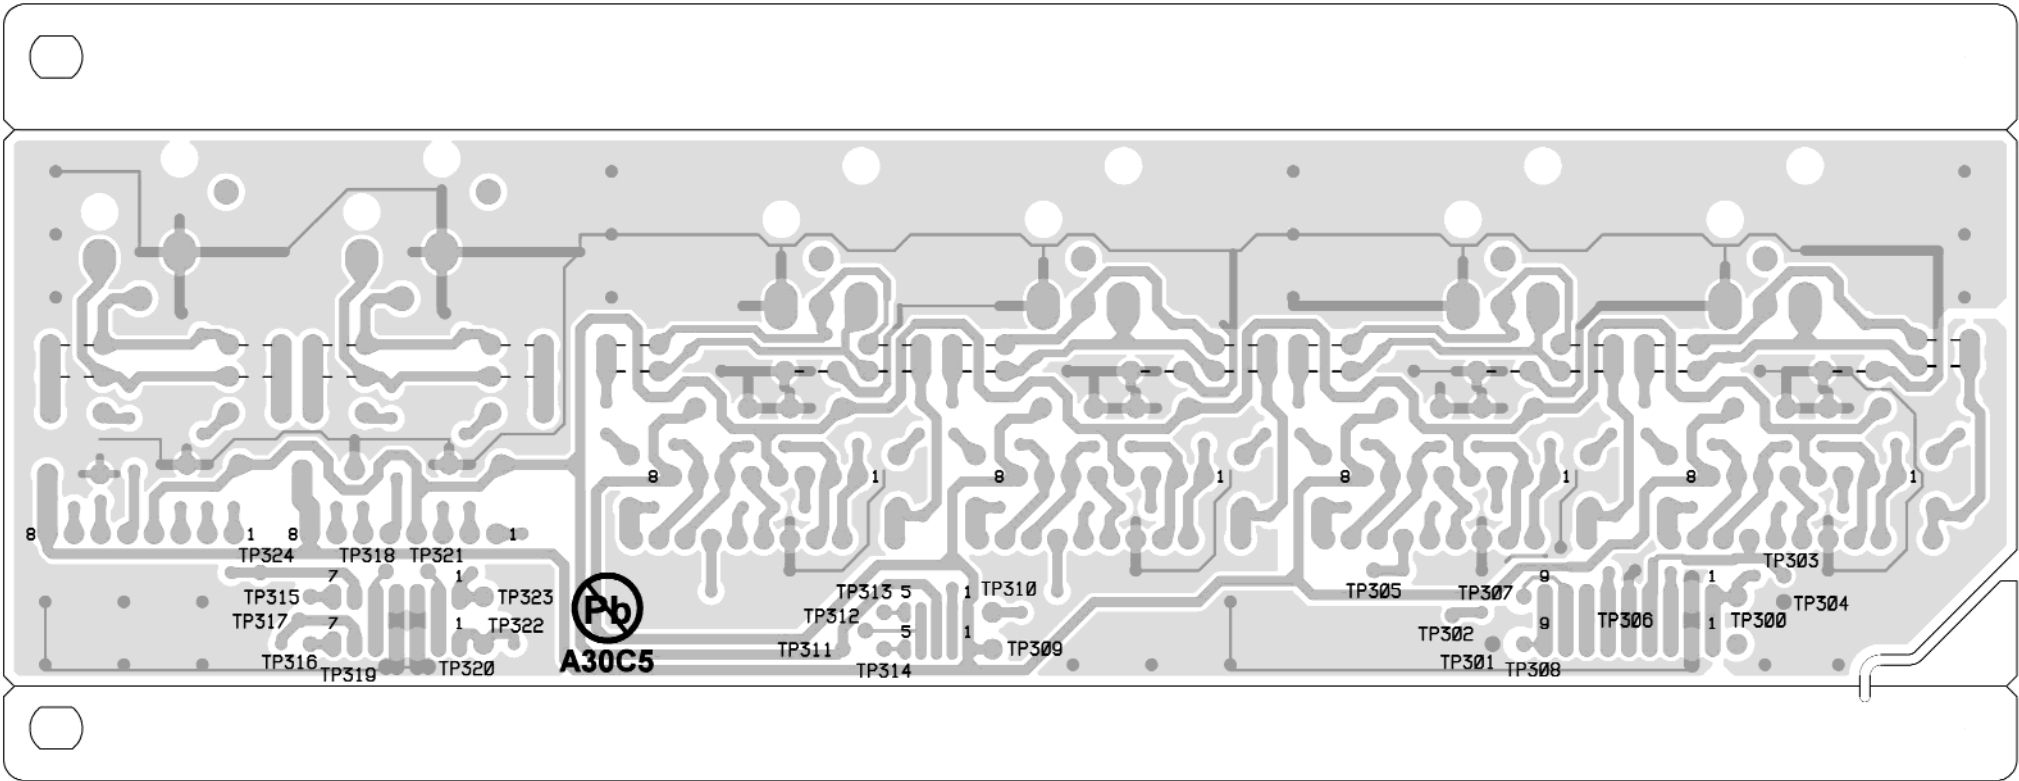 8 1 8 1
8 1 8 1 8 1 8 1
TP324 TP318 TP321
7 1
TP315 TP323
TP317 7 1 TP322
TP316 TP319 TP320
Pb
A30C5
TP313 5 1 TP310
TP312
5 1
TP311 TP309
TP314
TP303
9 1
TP305 TP307
TP306 TP300 TP304
9 1
TP302
TP301 TP308